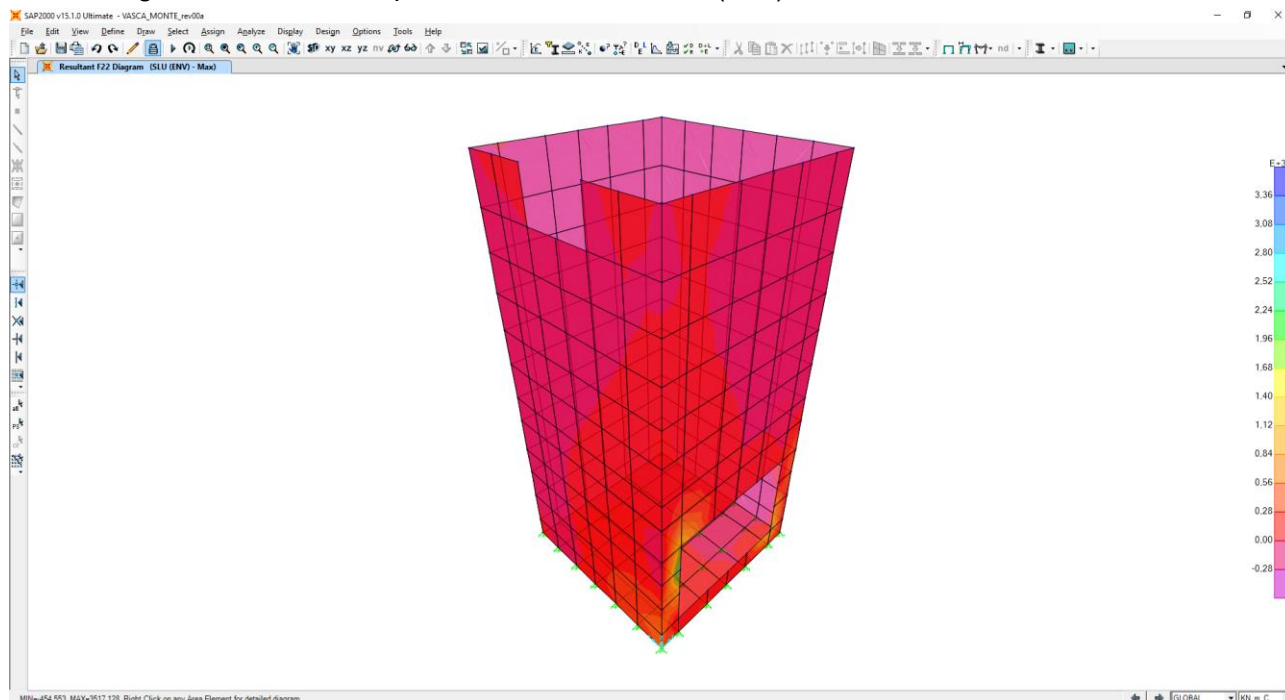 SAP2000 v15.1.0 Ultimate - VASCA_MONTE_rev00a
File Edit View Define Draw Select Assign Analyze Display Design Options Tools Help
xy xz yz nv nd
Resultant F22 Diagram (SLU (ENV) - Max)
E+3
3.36
3.08
2.80
2.52
2.24
1.96
1.68
1.40
1.12
0.84
0.56
0.28
0.00
-0.28
MIN=-454.553, MAX=3517.128, Right Click on any Area Element for detailed diagram
GLOBAL KN, m, C